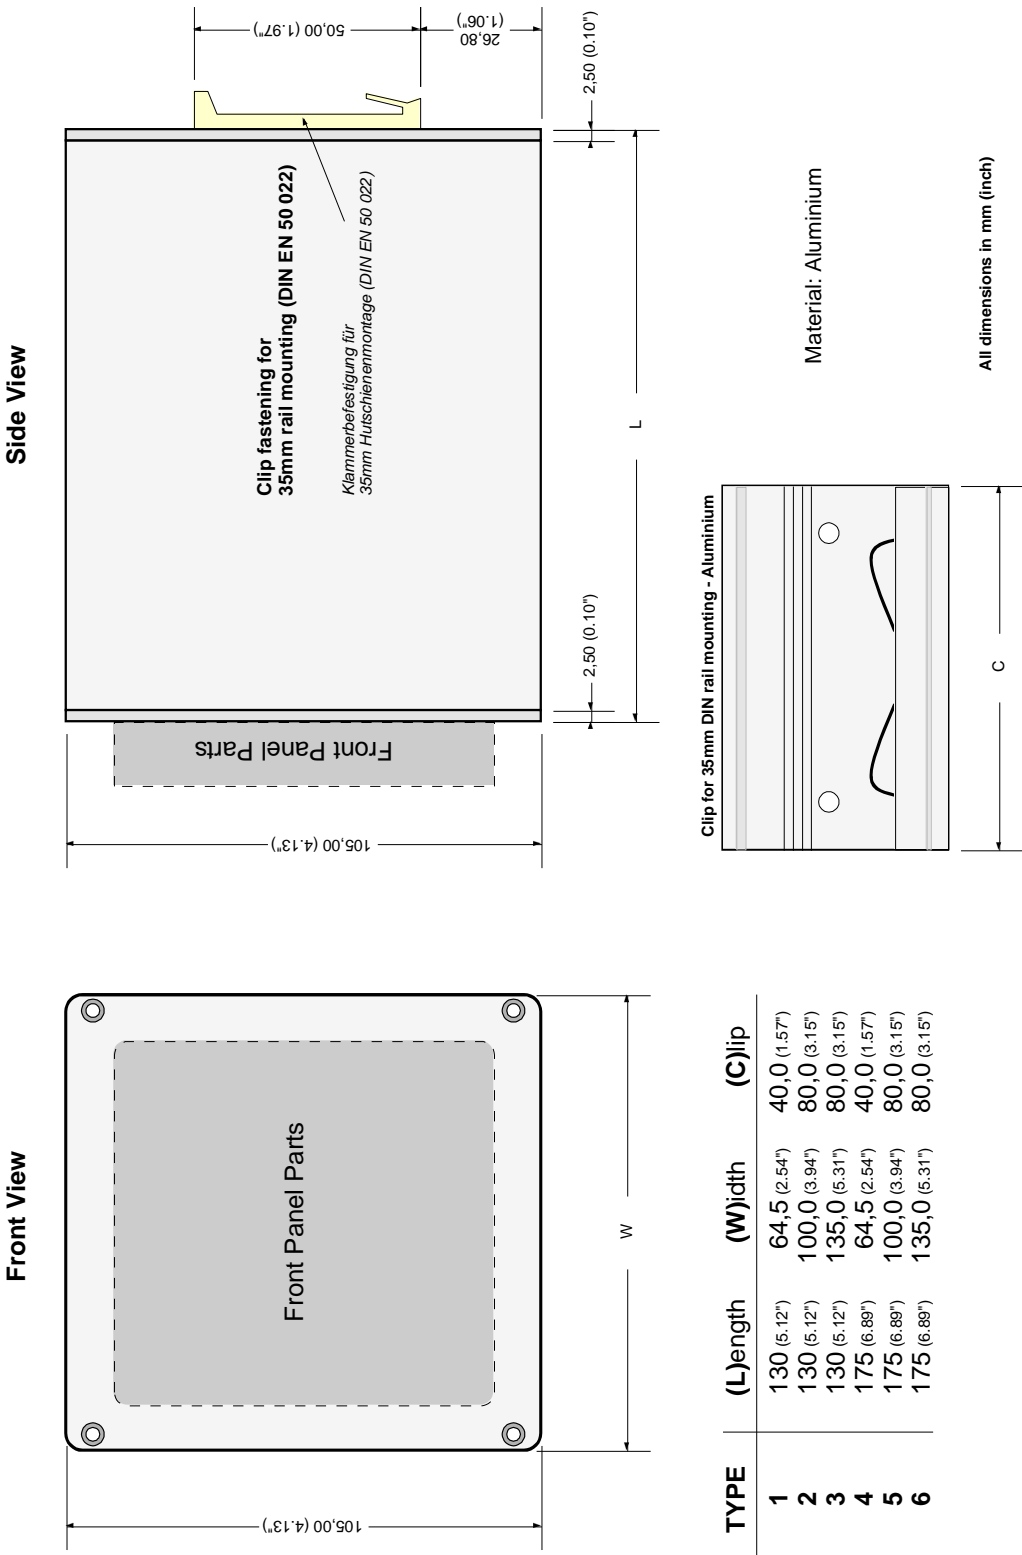 Front View
105,00 (4.13")
Front Panel Parts
W
Side View
105,00 (4.13")
Front Panel Parts
Clip fastening for
35mm rail mounting (DIN EN 50 022)
Klammerbefestigung für
35mm Hutschienenmontage (DIN EN 50 022)
50,00 (1.97")
26,80
(1.06")
2,50 (0.10")
2,50 (0.10")
L
TYPE (L)ength (W)idth (C)lip
1 130 (5.12") 64,5 (2.54") 40,0 (1.57")
2 130 (5.12") 100,0 (3.94") 80,0 (3.15")
3 130 (5.12") 135,0 (5.31") 80,0 (3.15")
4 175 (6.89") 64,5 (2.54") 40,0 (1.57")
5 175 (6.89") 100,0 (3.94") 80,0 (3.15")
6 175 (6.89") 135,0 (5.31") 80,0 (3.15")
Clip for 35mm DIN rail mounting - Aluminium
C
Material: Aluminium
All dimensions in mm (inch)